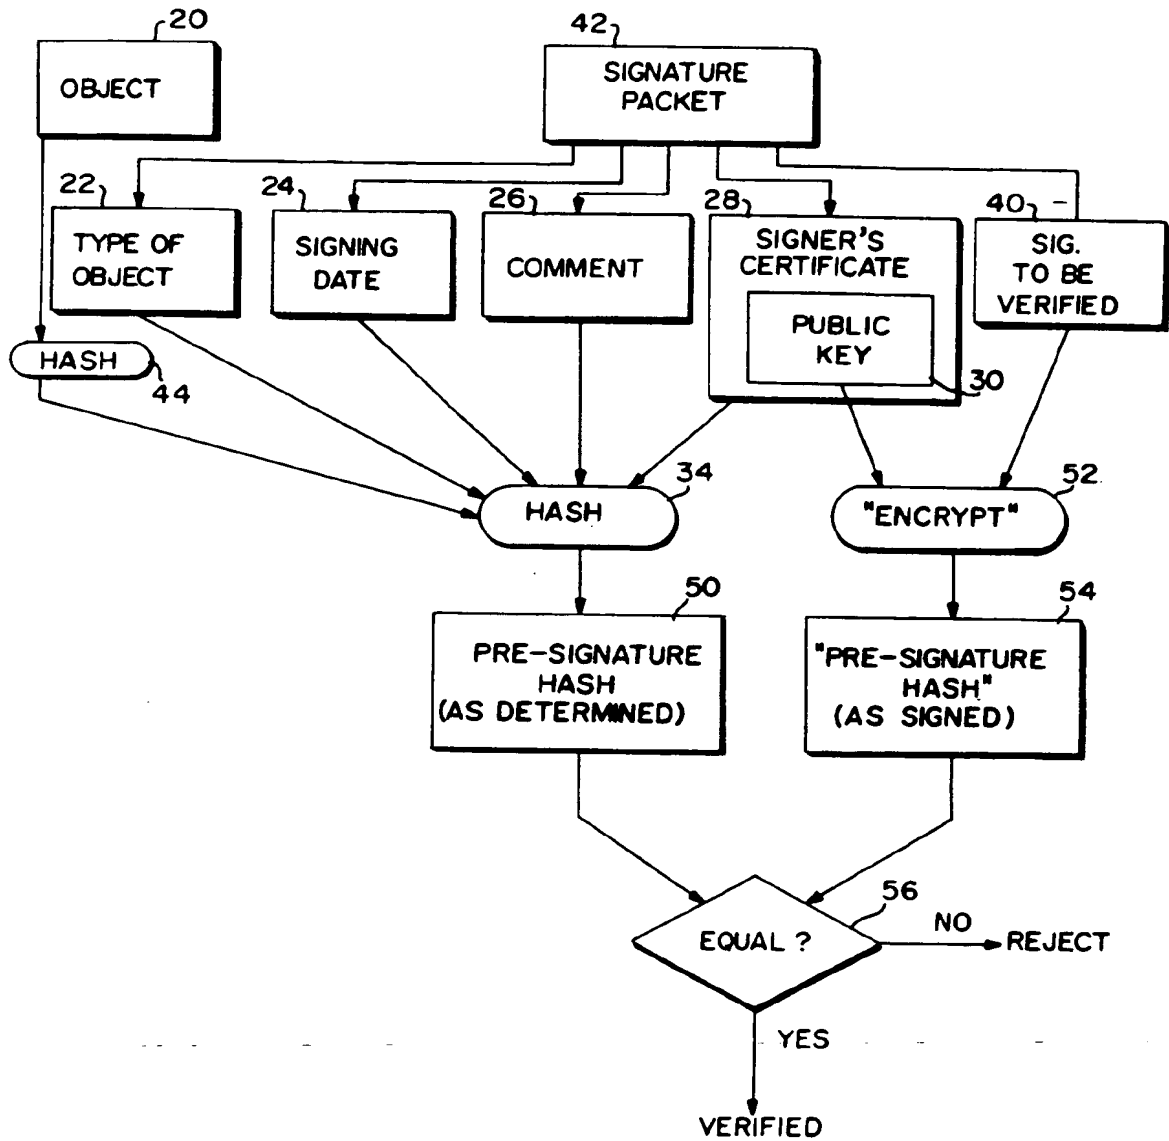 20
OBJECT
42
SIGNATURE
PACKET
22
TYPE OF
OBJECT
24
SIGNING
DATE
26
COMMENT
28
SIGNER'S
CERTIFICATE
PUBLIC
KEY
30
40
SIG.
TO BE
VERIFIED
HASH
44
HASH
34
"ENCRYPT"
52
50
PRE-SIGNATURE
HASH
(AS DETERMINED)
54
"PRE-SIGNATURE
HASH"
(AS SIGNED)
EQUAL ?
56
NO
REJECT
YES
VERIFIED